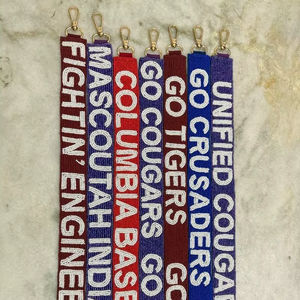 FIGHTIN' ENGINEE
MASCOUTAH INDI
COLUMBIA BASE
GO COUGARS GO
GO TIGERS GO
GO CRUSADERS
UNIFIED COUGA